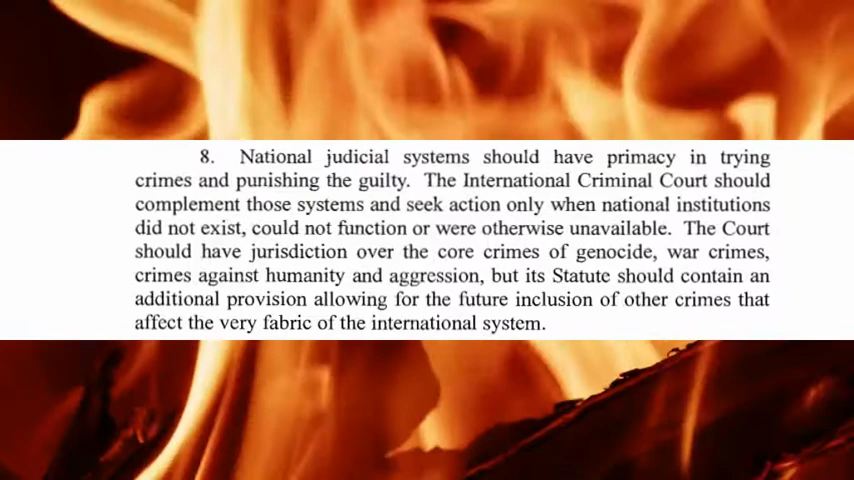 8. National judicial systems should have primacy in trying
crimes and punishing the guilty. The International Criminal Court should
complement those systems and seek action only when national institutions
did not exist, could not function or were otherwise unavailable. The Court
should have jurisdiction over the core crimes of genocide, war crimes,
crimes against humanity and aggression, but its Statute should contain an
additional provision allowing for the future inclusion of other crimes that
affect the very fabric of the international system.